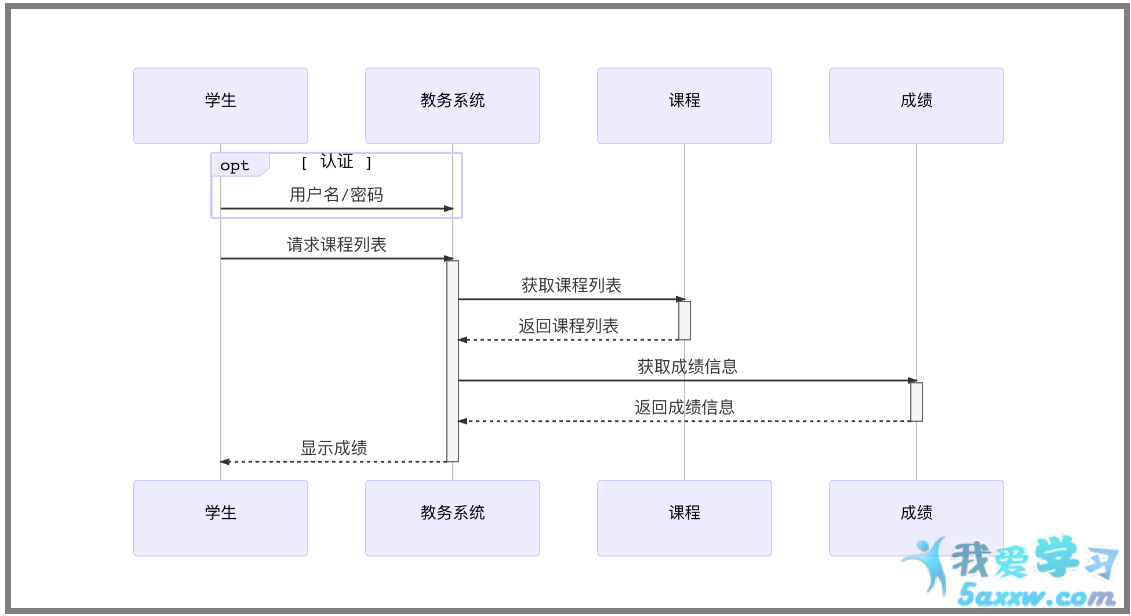 学生 教务系统 课程 成绩
opt [ 认证 ]
用户名/密码
请求课程列表
获取课程列表
返回课程列表
获取成绩信息
返回成绩信息
显示成绩
学生 教务系统 课程 成绩
我爱学习
5axxw.com